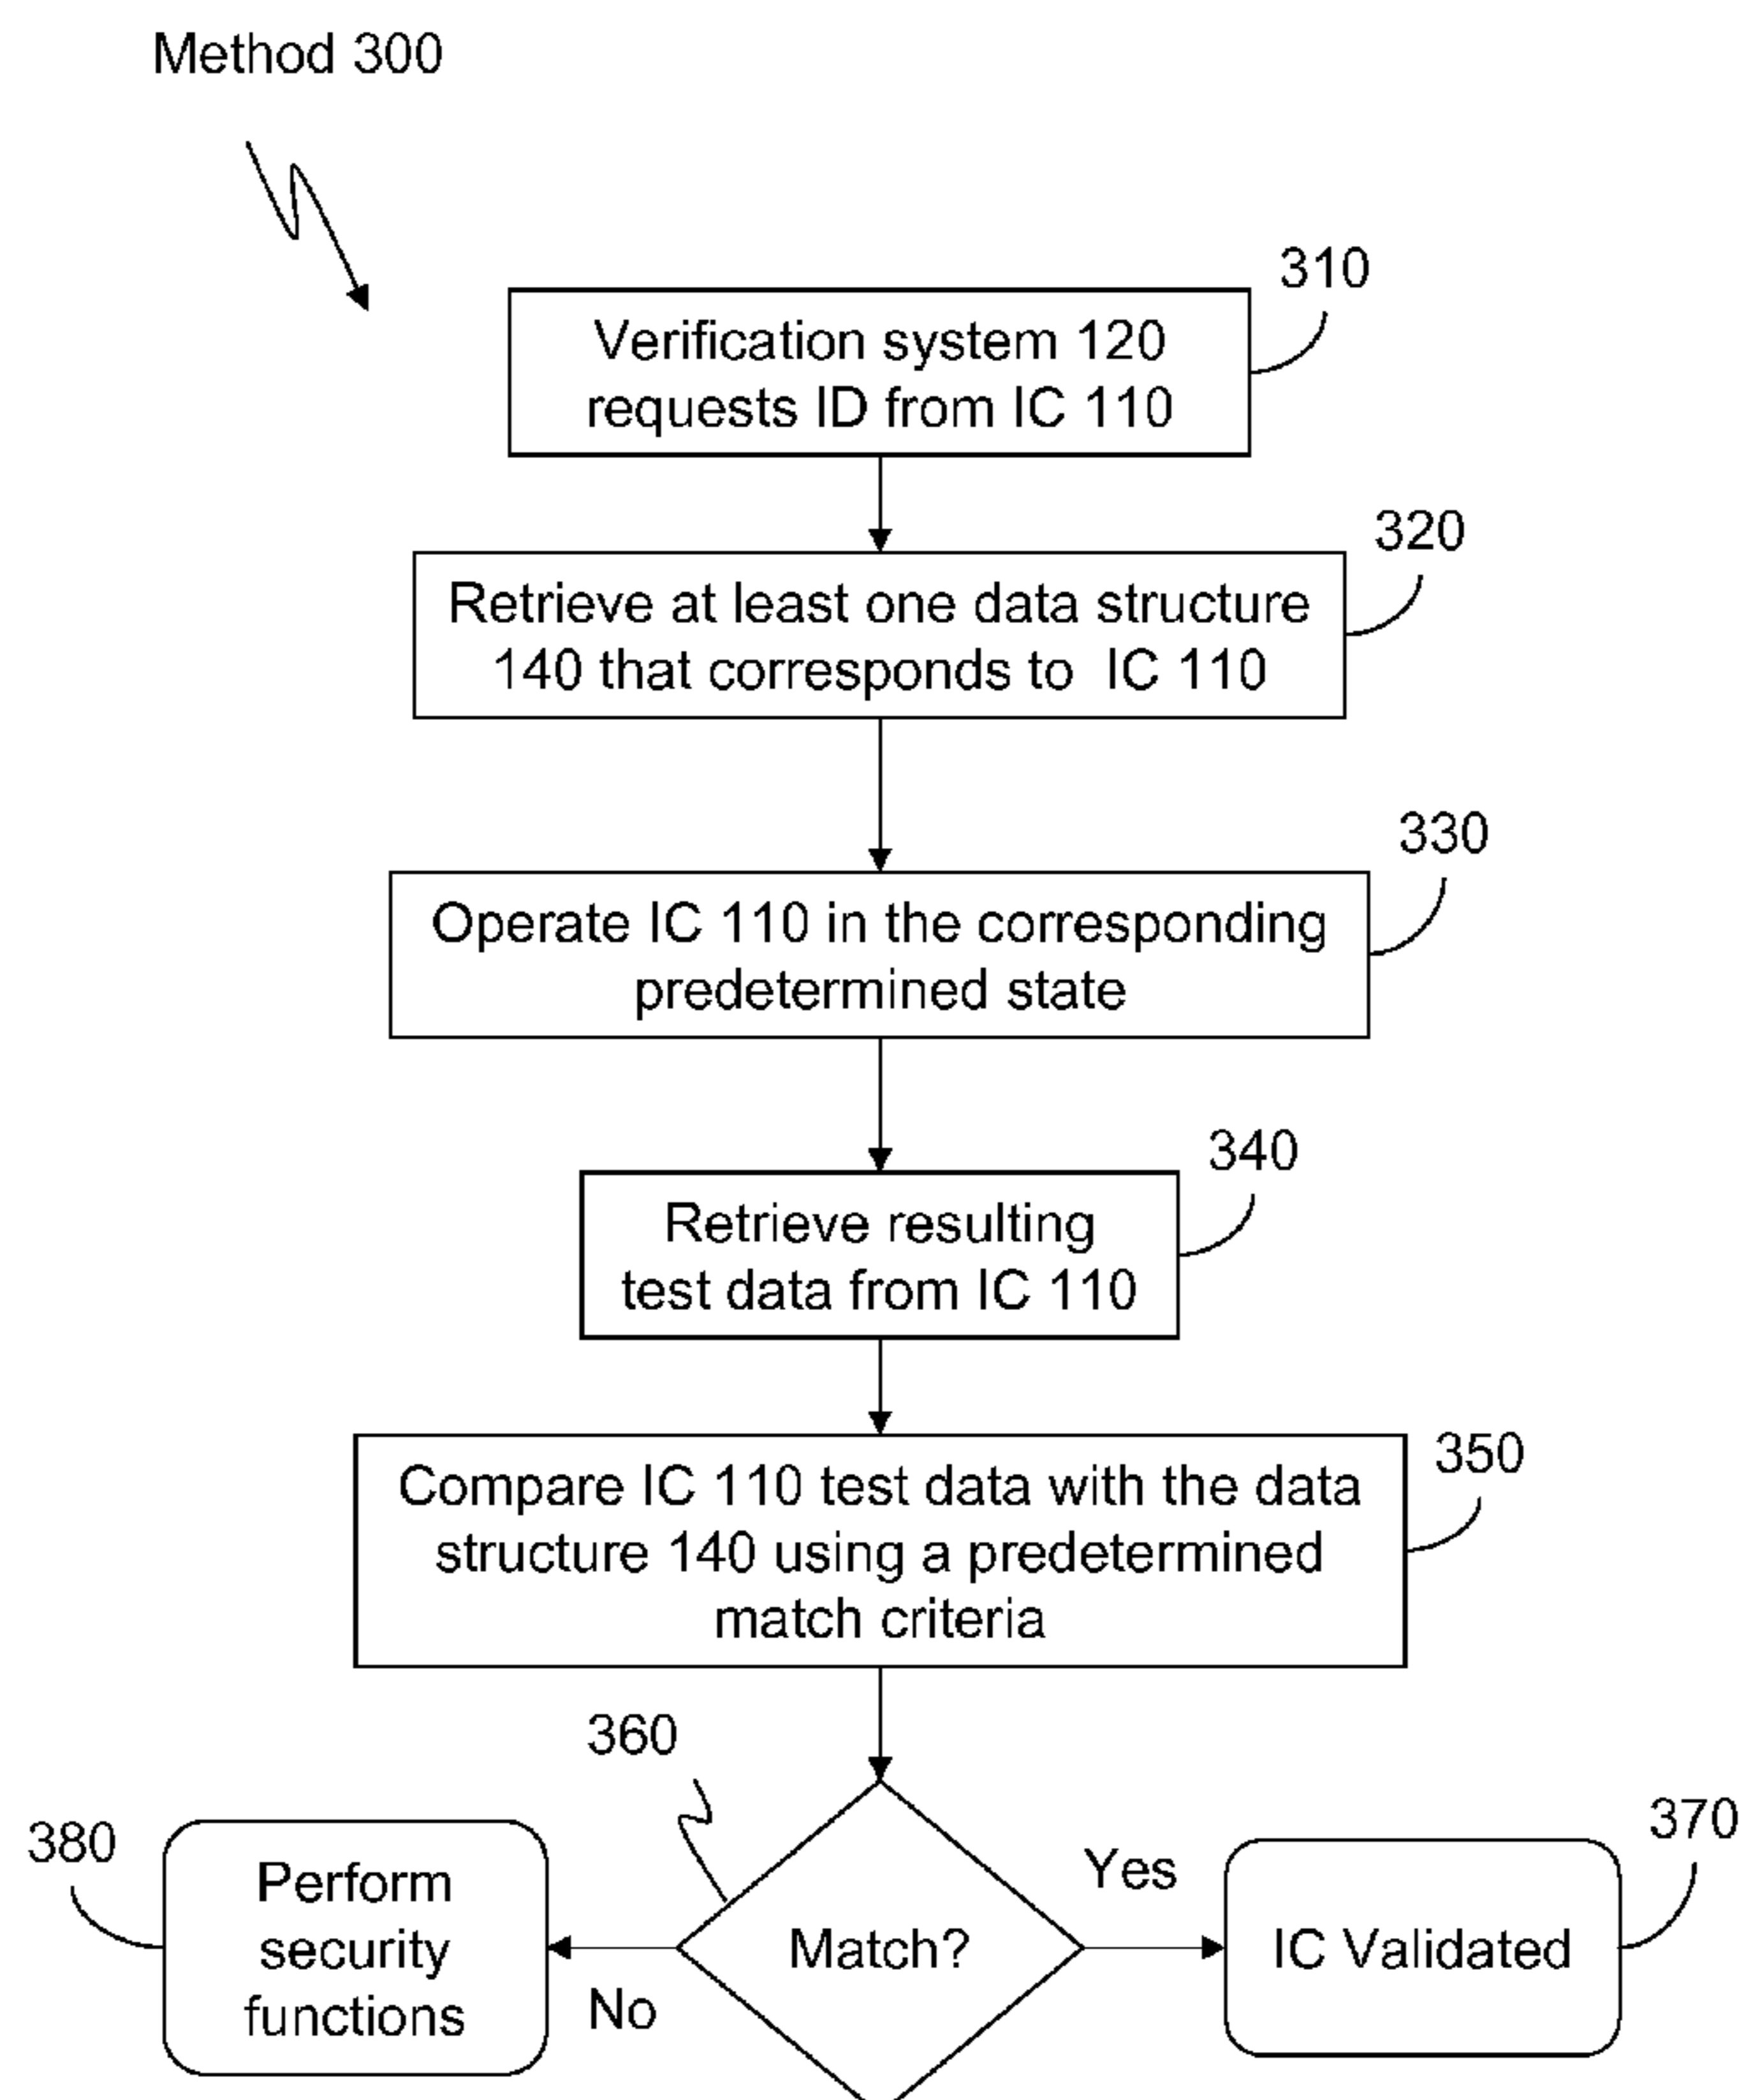 Method 300
310
Verification system 120
requests ID from IC 110
320
Retrieve at least one data structure
140 that corresponds to IC 110
330
Operate IC 110 in the corresponding
predetermined state
340
Retrieve resulting
test data from IC 110
350
Compare IC 110 test data with the data
structure 140 using a predetermined
match criteria
360
380
Perform
security
functions
No
Match?
Yes
370
IC Validated